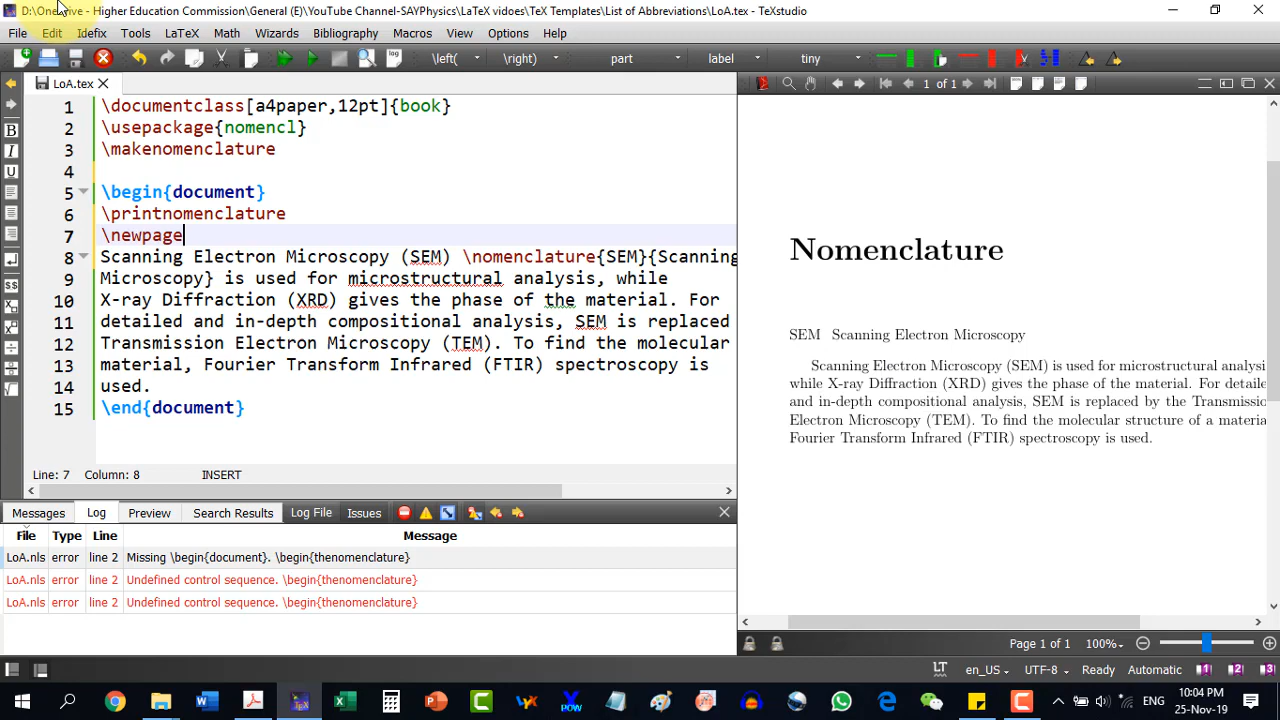 D:\OneDrive - Higher Education Commission\General (E)\YouTube Channel-SAYPhysics\LaTeX vidoes\TeX Templates\List of Abbreviations\LoA.tex - TeXstudio
File Edit Idefix Tools LaTeX Math Wizards Bibliography Macros View Options Help
\left( \right) part label tiny
LoA.tex
1 of 1
1 \documentclass[a4paper,12pt]{book}
2 \usepackage{nomencl}
3 \makenomenclature
4
5 \begin{document}
6 \printnomenclature
7 \newpage
8 Scanning Electron Microscopy (SEM) \nomenclature{SEM}{Scanning
9 Microscopy} is used for microstructural analysis, while
10 X-ray Diffraction (XRD) gives the phase of the material. For
11 detailed and in-depth compositional analysis, SEM is replaced
12 Transmission Electron Microscopy (TEM). To find the molecular
13 material, Fourier Transform Infrared (FTIR) spectroscopy is
14 used.
15 \end{document}
Line: 7 Column: 8 INSERT
Nomenclature
SEM Scanning Electron Microscopy
Scanning Electron Microscopy (SEM) is used for microstructural analysi
while X-ray Diffraction (XRD) gives the phase of the material. For detaile
and in-depth compositional analysis, SEM is replaced by the Transmissio
Electron Microscopy (TEM). To find the molecular structure of a materia
Fourier Transform Infrared (FTIR) spectroscopy is used.
Messages Log Preview Search Results Log File Issues
File Type Line Message
LoA.nls error line 2 Missing \begin{document}. \begin{thenomenclature}
LoA.nls error line 2 Undefined control sequence. \begin{thenomenclature}
LoA.nls error line 2 Undefined control sequence. \begin{thenomenclature}
Page 1 of 1 100%
LT en_US UTF-8 Ready Automatic 1 2 3
ENG 10:04 PM
25-Nov-19